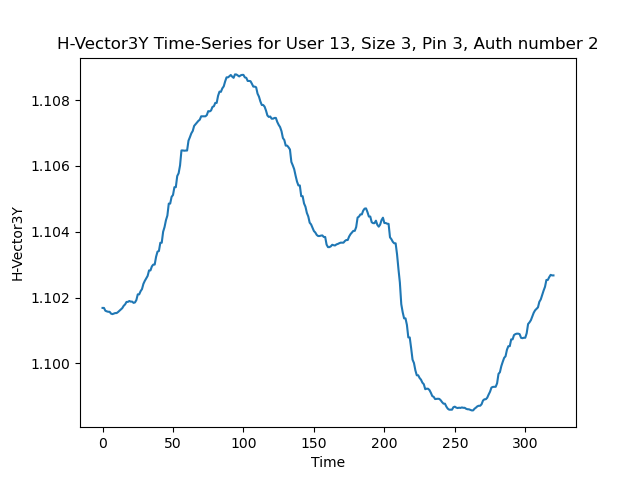 H-Vector3Y Time-Series for User 13, Size 3, Pin 3, Auth number 2
1.108
1.106
1.104
1.102
1.100
H-Vector3Y
0 50 100 150 200 250 300
Time